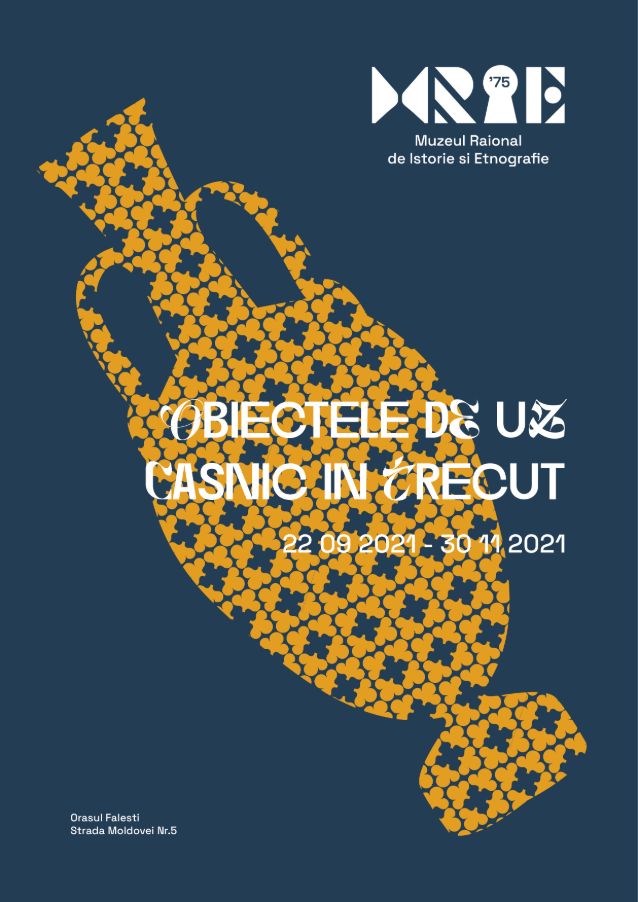 MRIE
'75
Muzeul Raional
de Istorie si Etnografie
OBIECTELE DE UZ
CASNIC IN TRECUT
22 09 2021 - 30 11 2021
Orasul Falesti
Strada Moldovei Nr.5